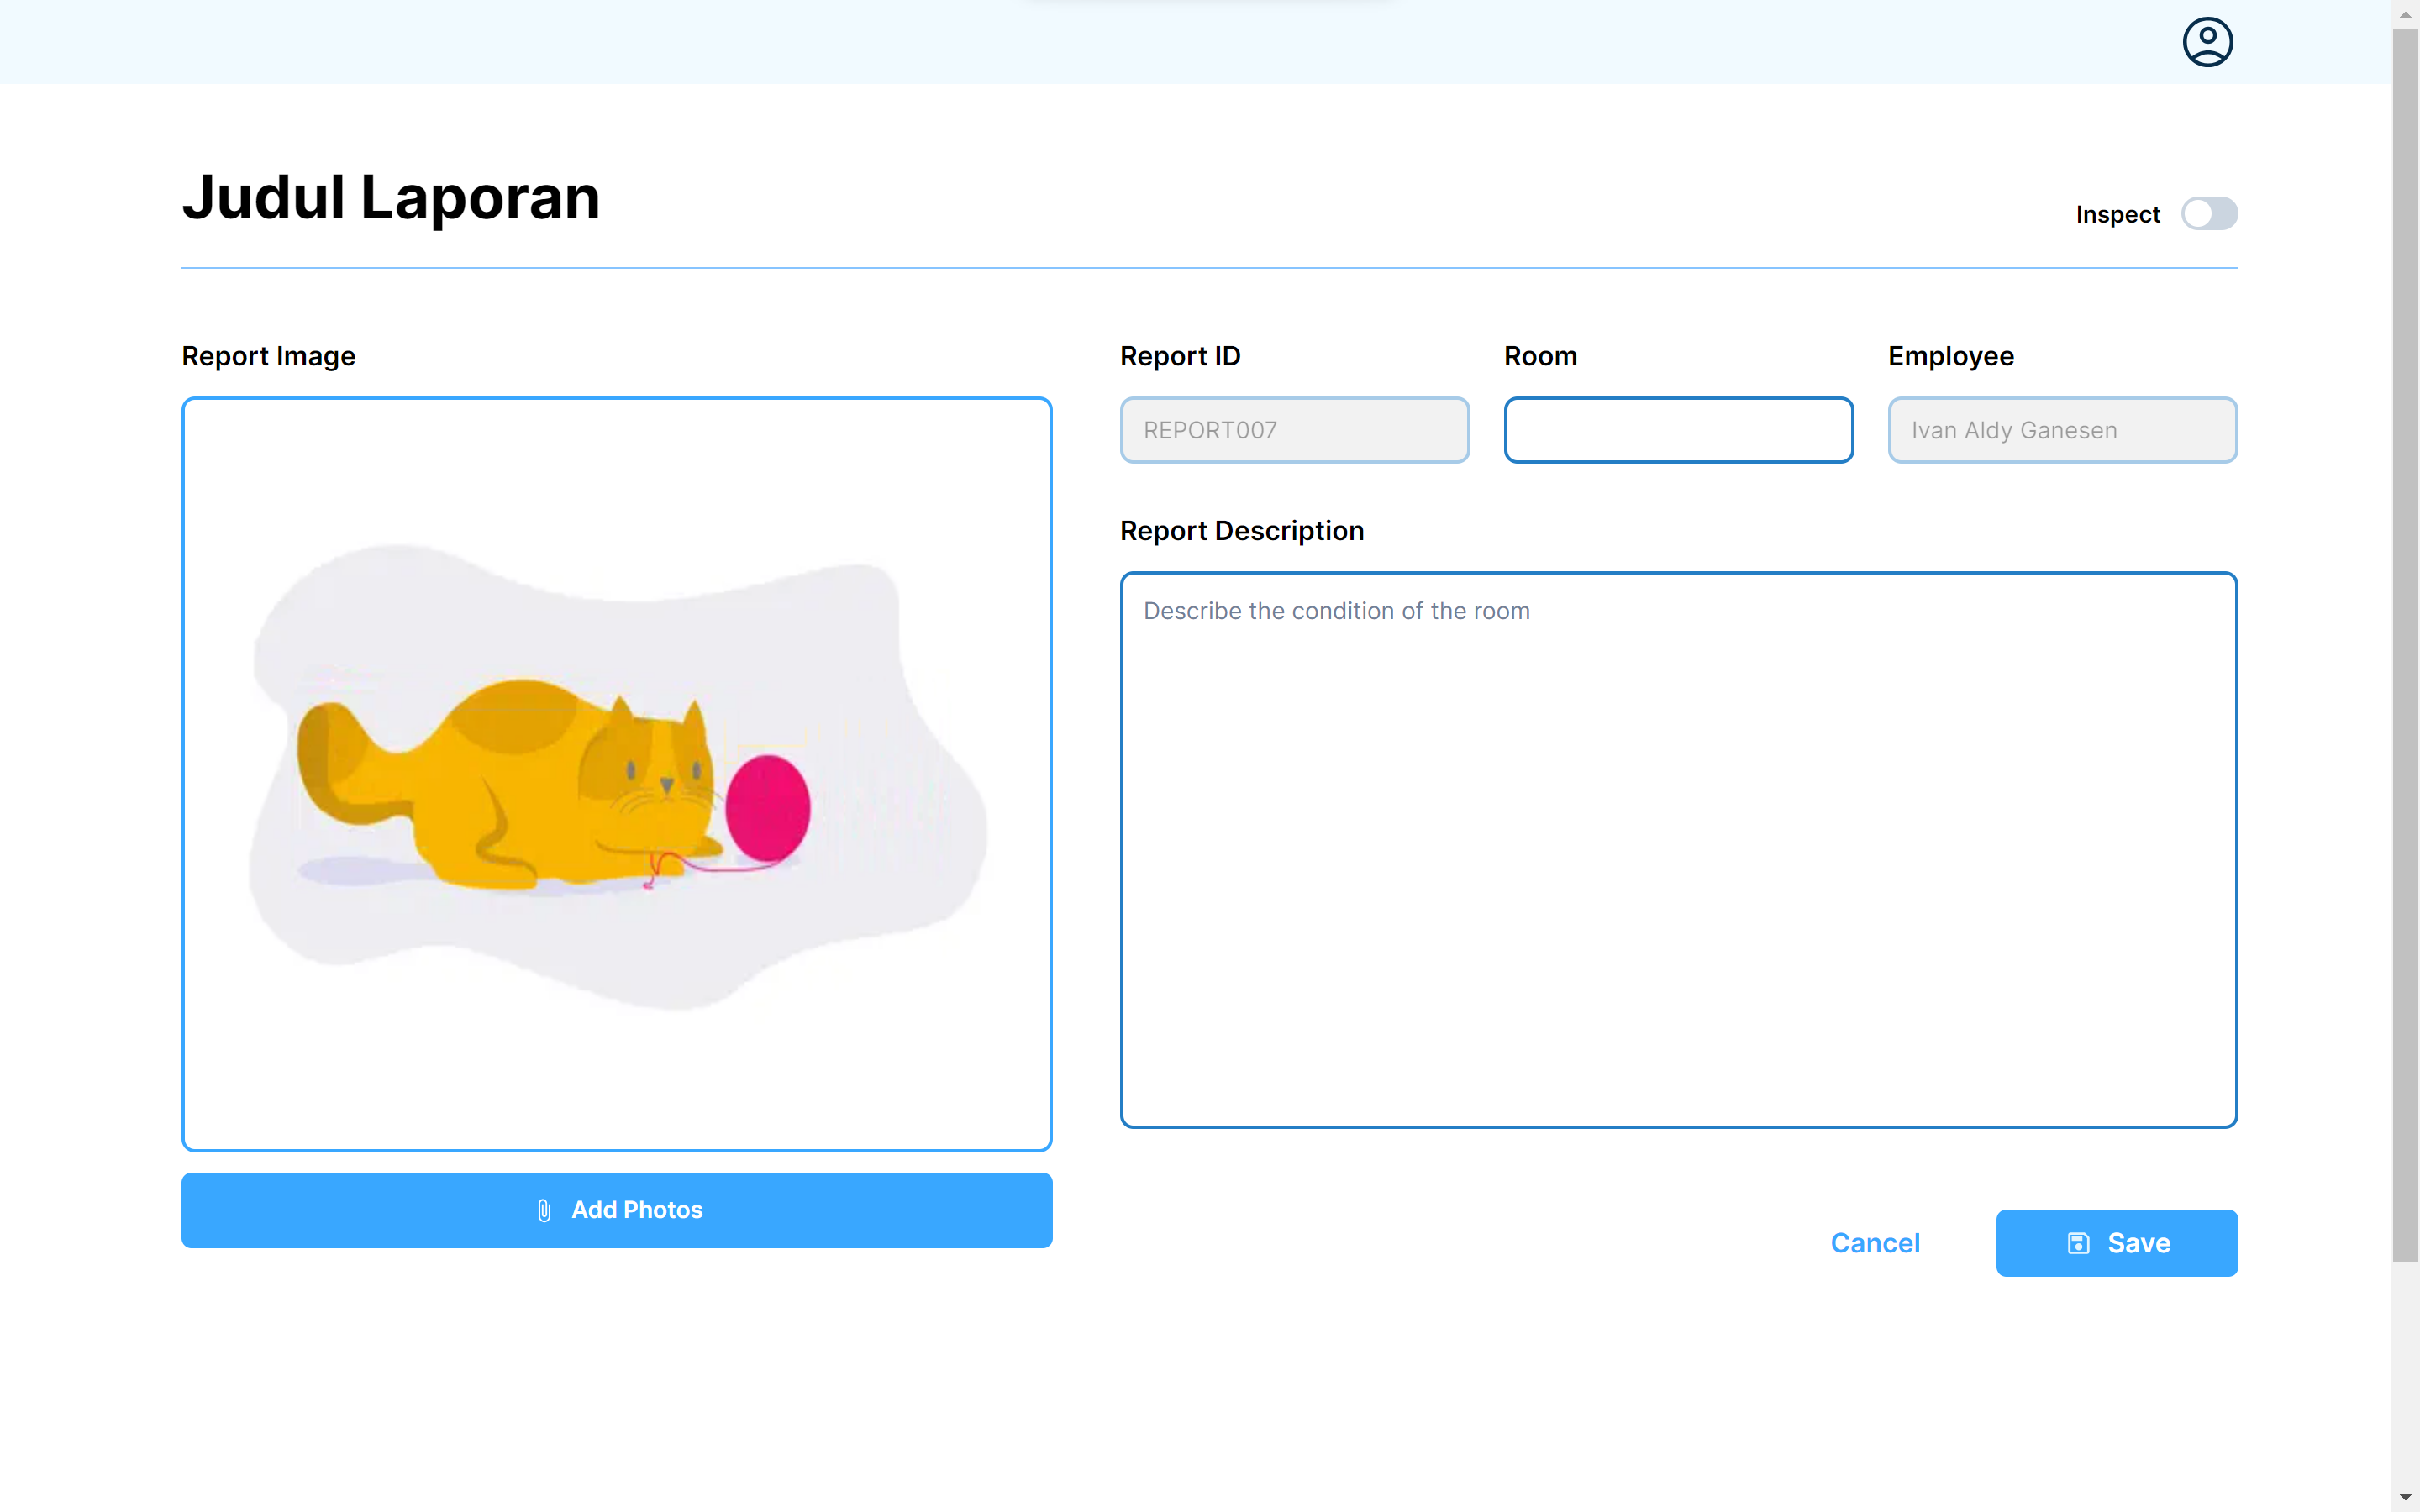 Judul Laporan
Inspect
Report Image
Report ID
Room
Employee
REPORT007
Ivan Aldy Ganesen
Report Description
Describe the condition of the room
Add Photos
Cancel
Save